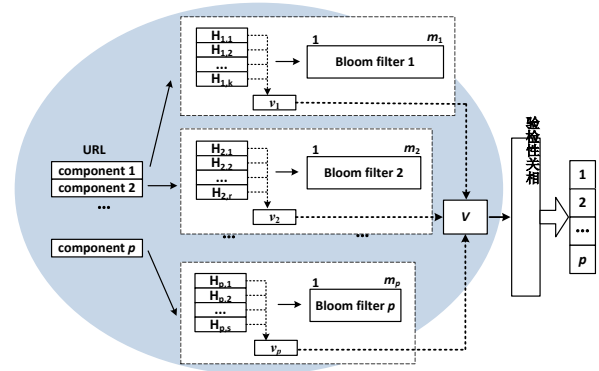 H1,1
H1,2
...
H1,k
1 m1
Bloom filter 1
v1
URL
component 1
component 2
...
component p
H2,1
H2,2
...
H2,r
1 m2
Bloom filter 2
v2
... ...
Hp,1
Hp,2
...
Hp,s
1 mp
Bloom filter p
vp
V
验检性关相
1
2
...
p